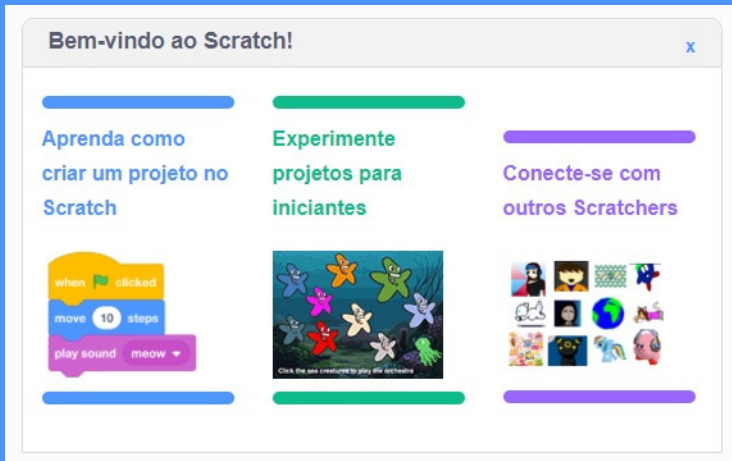 Bem-vindo ao Scratch!
x
Aprenda como
criar um projeto no
Scratch
Experimente
projetos para
iniciantes
Conecte-se com
outros Scratchers
when clicked
move 10 steps
play sound meow
Click the sea creatures to play the orchestra